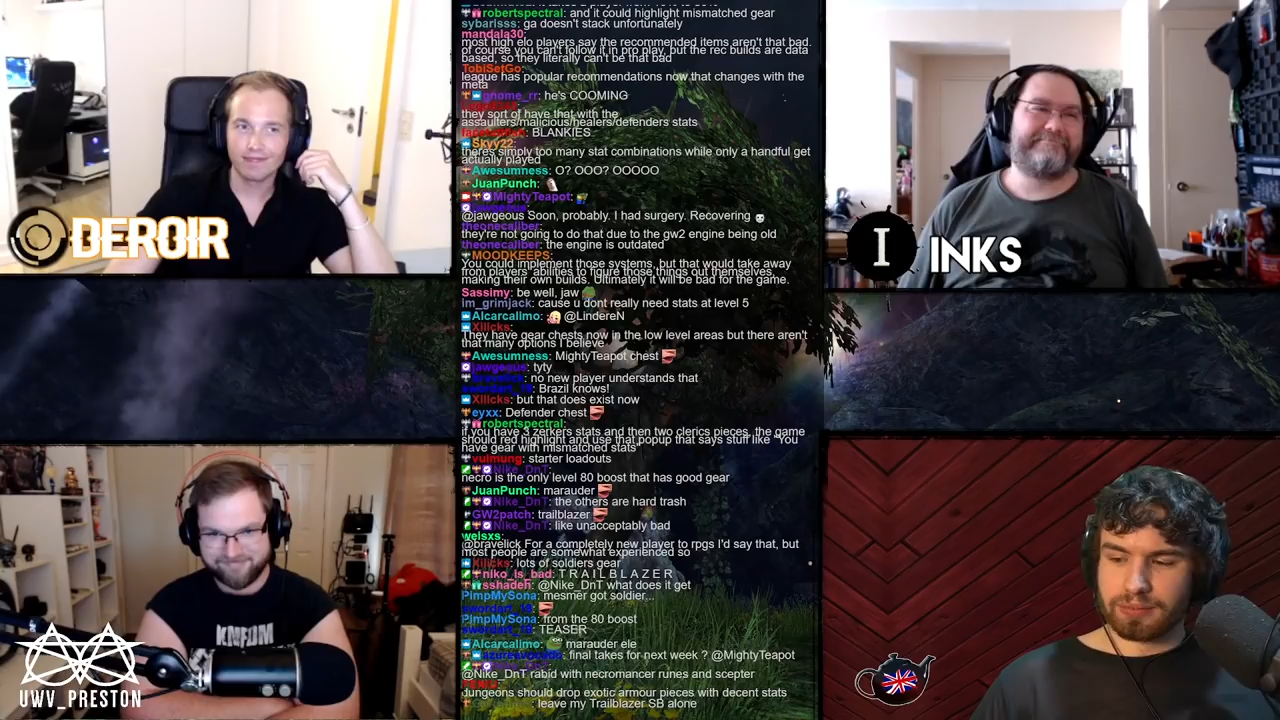 robertspectral: and it could highlight mismatched gear
sybarisss: ga doesn't stack unfortunately
mandala30:
most high elo players say the recommended items aren't that bad.
of course you can't follow it in pro play, but the rec builds are data
based, so they literally can't be that bad
TobiSetGo:
league has popular recommendations now that changes with the
meta
gnome_rr: he's COOMING
they sort of have that with the
assaulters/malicious/healers/defenders stats
BLANKIES
Skyy22:
theres simply too many stat combinations while only a handful get
actually played
Awesumness: O? OOO? OOOOO
JuanPunch:
MightyTeapot:
jawgeous:
@jawgeous Soon, probably. I had surgery. Recovering
theonecaliber:
they're not going to do that due to the gw2 engine being old
theonecaliber: the engine is outdated
MOODKEEPS:
You could implement those systems, but that would take away
from players' abilities to figure those things out themselves,
making their own builds. Ultimately it will be bad for the game.
Sassimy: be well, jaw
im_grimjack: cause u dont really need stats at level 5
Alcarcalimo: @LindereN
Xilicks:
They have gear chests now in the low level areas but there aren't
that many options I believe
Awesumness: MightyTeapot chest
jawgeous: tyty
bravelick: no new player understands that
swordart_19: Brazil knows!
Xilicks: but that does exist now
eyxx: Defender chest
robertspectral:
if you have 3 zerkers stats and then two clerics pieces, the game
should red highlight and use that popup that says stuff like "You
have gear with mismatched stats"
vulmung: starter loadouts
Nike_DnT:
necro is the only level 80 boost that has good gear
JuanPunch: marauder
Nike_DnT: the others are hard trash
GW2patch: trailblazer
Nike_DnT: like unacceptably bad
welsxs:
@bravelick For a completely new player to rpgs I'd say that, but
most people are somewhat experienced so
Xilicks: lots of soldiers gear
niko_is_bad: T R A I L B L A Z E R
sshadeh: @Nike_DnT what does it get
PimpMySona: mesmer got soldier...
swordart_19:
PimpMySona: from the 80 boost
swordart_19: TEASER
Alcarcalimo: marauder ele
final takes for next week ? @MightyTeapot
@Nike_DnT rabid with necromancer runes and scepter
dungeons should drop exotic armour pieces with decent stats
leave my Trailblazer SB alone
DEROIR
I INKS
KNFDM
UWV_PRESTON